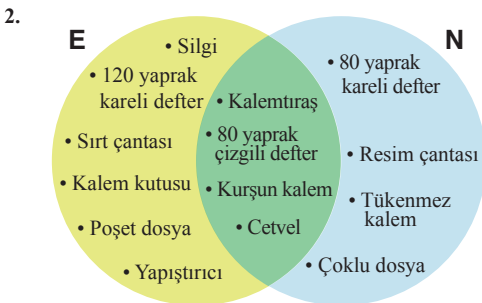 2.
E
N
• Silgi
• 120 yaprak
kareli defter
• Sırt çantası
• Kalem kutusu
• Poşet dosya
• Yapıştırıcı
• Kalemtıraş
• 80 yaprak
çizgili defter
• Kurşun kalem
• Cetvel
• 80 yaprak
kareli defter
• Resim çantası
• Tükenmez
kalem
• Çoklu dosya